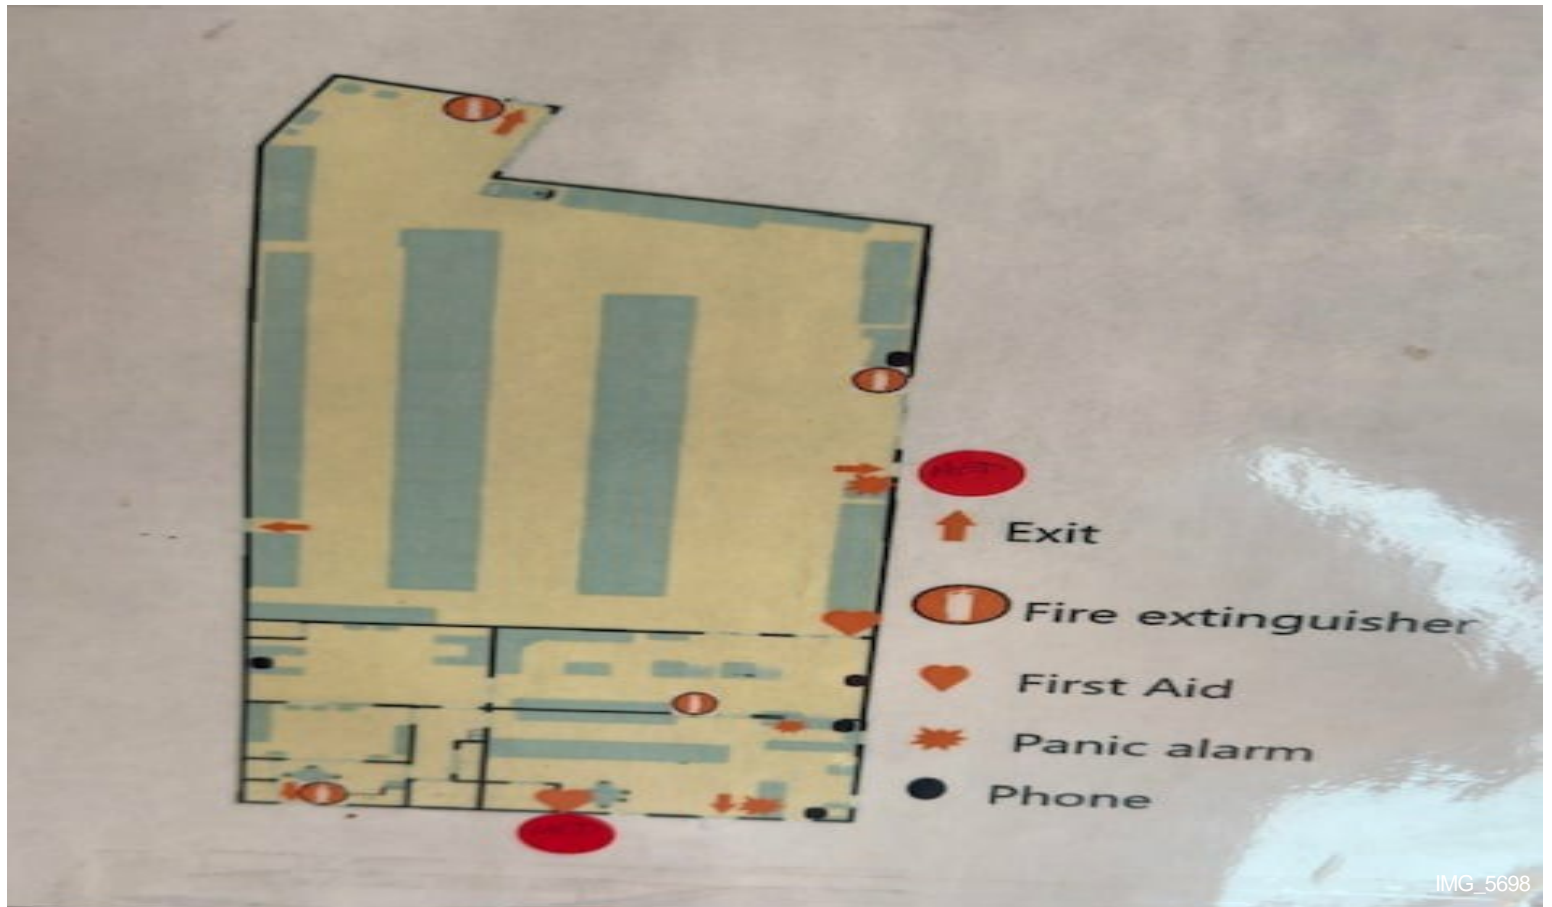 Exit
Fire extinguisher
First Aid
Panic alarm
Phone
IMG_5698